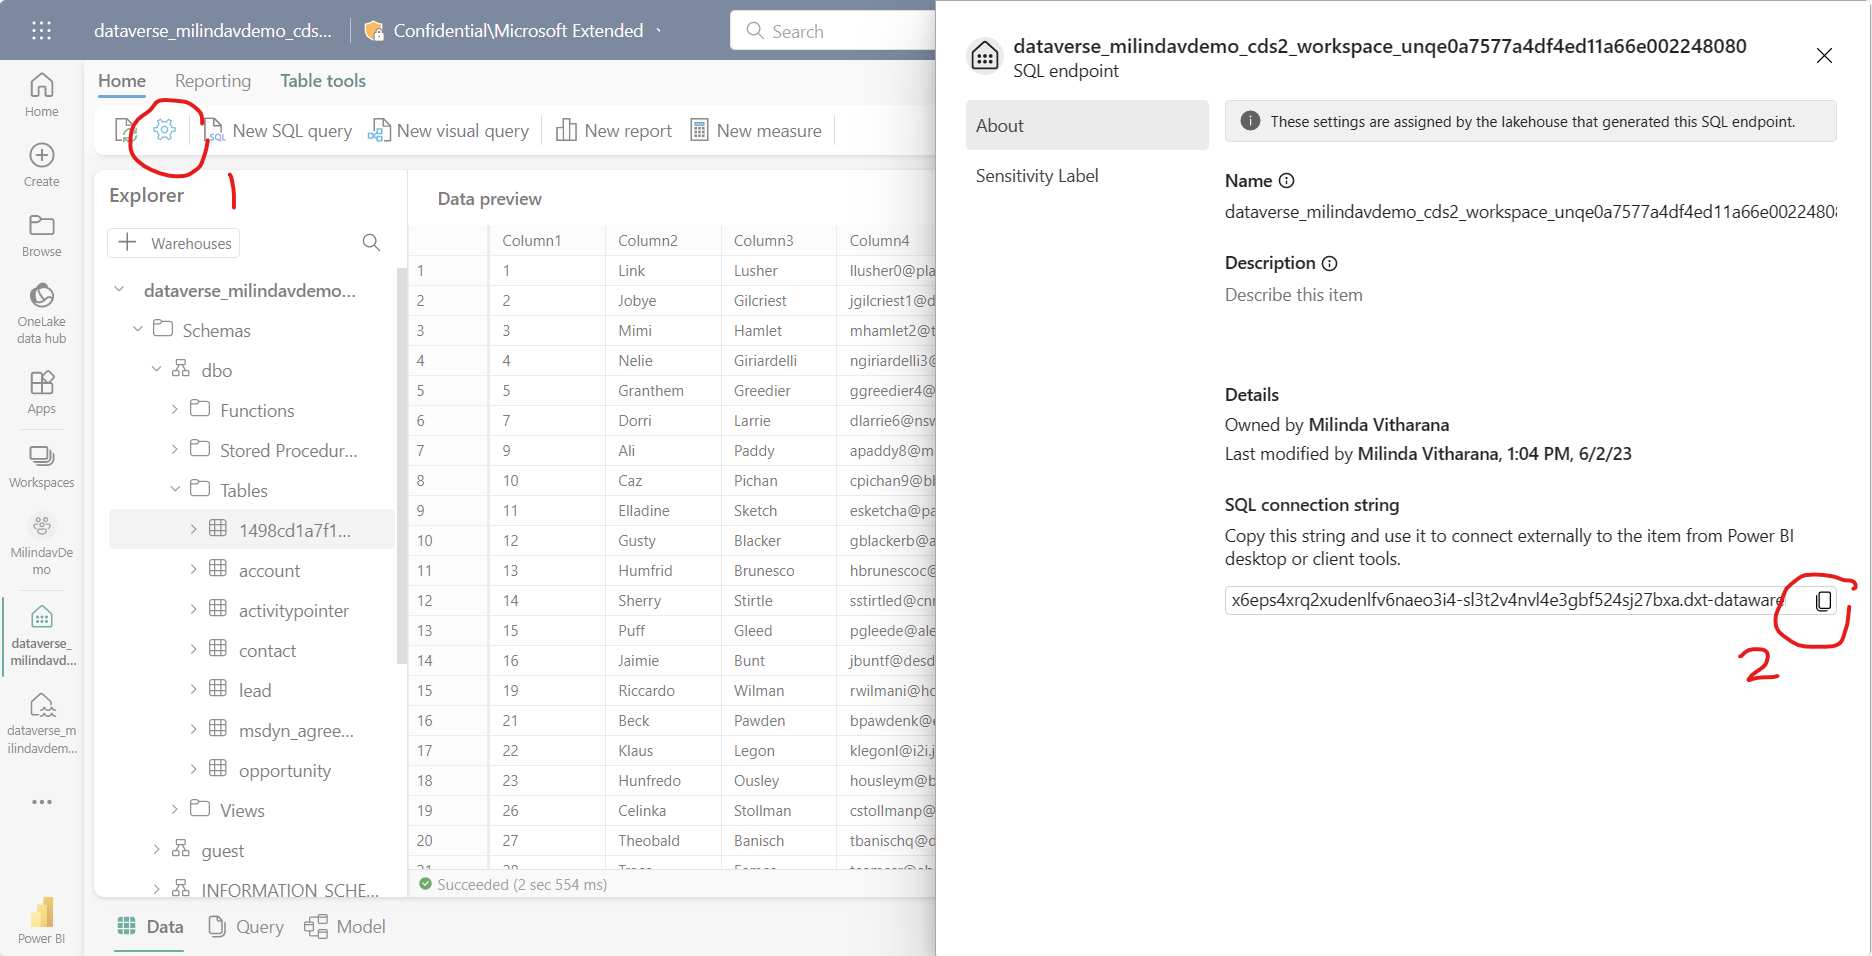 dataverse_milindavdemo_cds...
Confidential\Microsoft Extended
Search
Home
Create
Browse
OneLake
data hub
Apps
Workspaces
MilindavDe
mo
dataverse_
milindavd...
dataverse_m
ilindavdem...
Power BI
Home Reporting Table tools
SQL New SQL query New visual query New report New measure
1
Explorer
Warehouses
dataverse_milindavdemo...
Schemas
dbo
Functions
Stored Procedur...
Tables
1498cd1a7f1...
account
activitypointer
contact
lead
msdyn_agree...
opportunity
Views
guest
INFORMATION_SCHE...
Data preview
Column1 Column2 Column3 Column4
1 1 Link Lusher llusher0@pla
2 2 Jobye Gilcriest jgilcriest1@d
3 3 Mimi Hamlet mhamlet2@t
4 4 Nelie Giriardelli ngiriardelli3@
5 5 Granthem Greedier ggreedier4@
6 7 Dorri Larrie dlarrie6@nsw
7 9 Ali Paddy apaddy8@m
8 10 Caz Pichan cpichan9@bl
9 11 Elladine Sketch esketcha@pa
10 12 Gusty Blacker gblackerb@a
11 13 Humfrid Brunesco hbrunescoc@
12 14 Sherry Stirtle sstirtled@cnn
13 15 Puff Gleed pgleede@ale
14 16 Jaimie Bunt jbuntf@desd
15 19 Riccardo Wilman rwilmani@ho
16 21 Beck Pawden bpawdenk@e
17 22 Klaus Legon klegonl@i2i.j
18 23 Hunfredo Ousley housleym@b
19 26 Celinka Stollman cstollmanp@
20 27 Theobald Banisch tbanischq@d
Succeeded (2 sec 554 ms)
Data Query Model
dataverse_milindavdemo_cds2_workspace_unqe0a7577a4df4ed11a66e002248080
SQL endpoint
About
Sensitivity Label
These settings are assigned by the lakehouse that generated this SQL endpoint.
Name
dataverse_milindavdemo_cds2_workspace_unqe0a7577a4df4ed11a66e00224808
Description
Describe this item
Details
Owned by Milinda Vitharana
Last modified by Milinda Vitharana, 1:04 PM, 6/2/23
SQL connection string
Copy this string and use it to connect externally to the item from Power BI
desktop or client tools.
x6eps4xrq2xudenlfv6naeo3i4-sl3t2v4nvl4e3gbf524sj27bxa.dxt-dataware
2